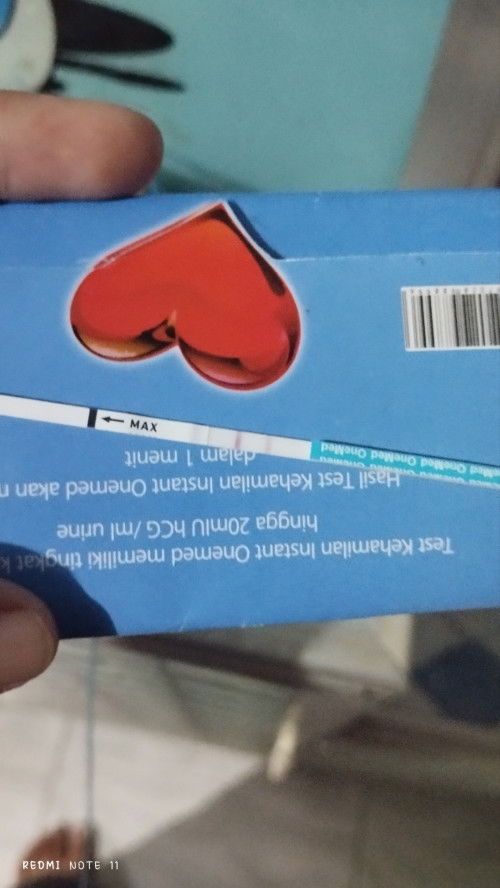 Test Kehamilan Instant Onemed memiliki tingkat
hingga 20mIU hCG /ml urine
Hasil Test Kehamilan Instant Onemed akan
dalam 1 menit
MAX
OneMed OneMed OneMed
REDMI NOTE 11